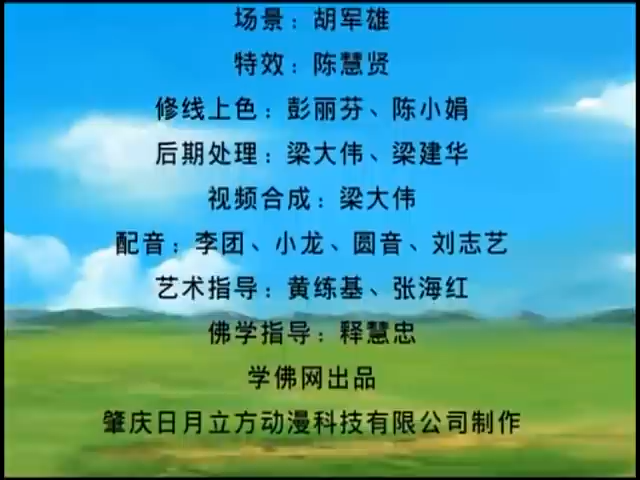 场景：胡军雄
特效：陈慧贤
修线上色：彭丽芬、陈小娟
后期处理：梁大伟、梁建华
视频合成：梁大伟
配音：李团、小龙、圆音、刘志艺
艺术指导：黄练基、张海红
佛学指导：释慧忠
学佛网出品
肇庆日月立方动漫科技有限公司制作